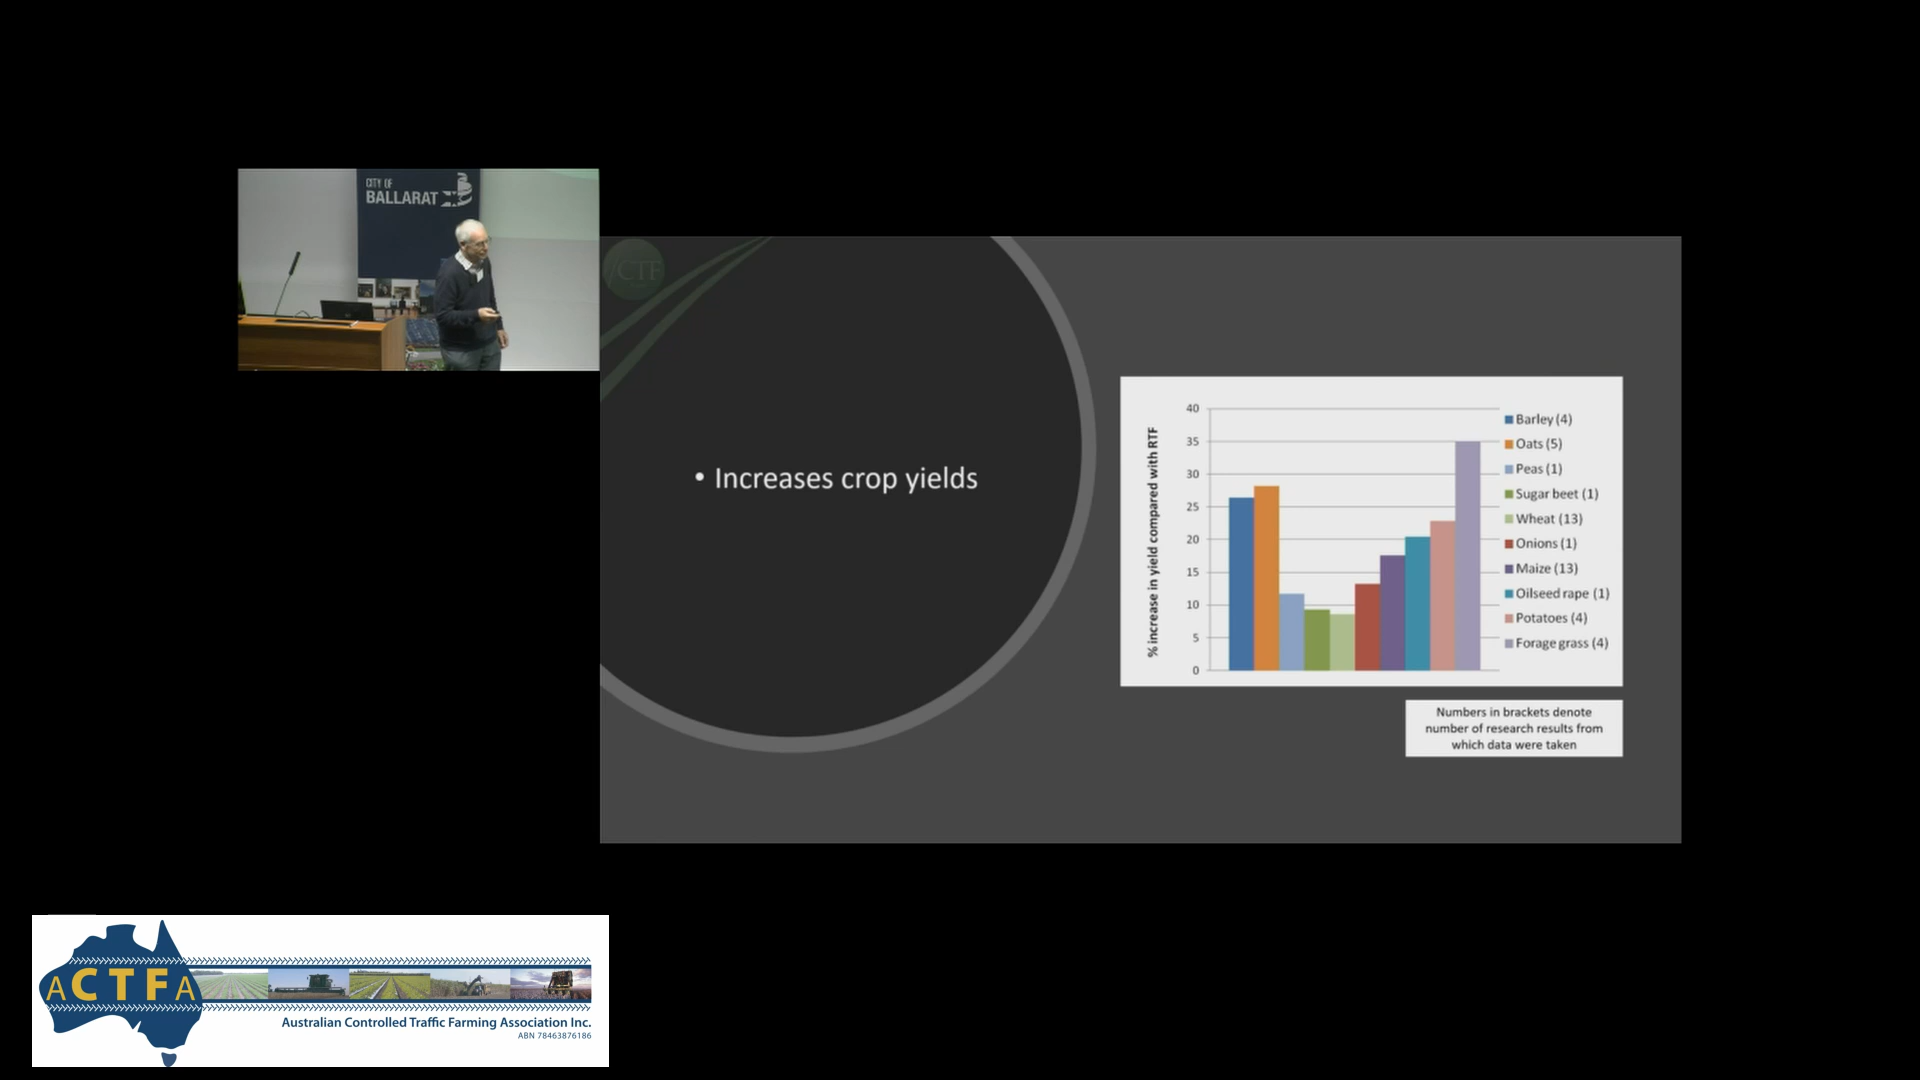 CITY OF
BALLARAT
CTF
• Increases crop yields
% increase in yield compared with RTF
40
35
30
25
20
15
10
5
0
Barley (4)
Oats (5)
Peas (1)
Sugar beet (1)
Wheat (13)
Onions (1)
Maize (13)
Oilseed rape (1)
Potatoes (4)
Forage grass (4)
Numbers in brackets denote
number of research results from
which data were taken
ACTFA
Australian Controlled Traffic Farming Association Inc.
ABN 78463876186